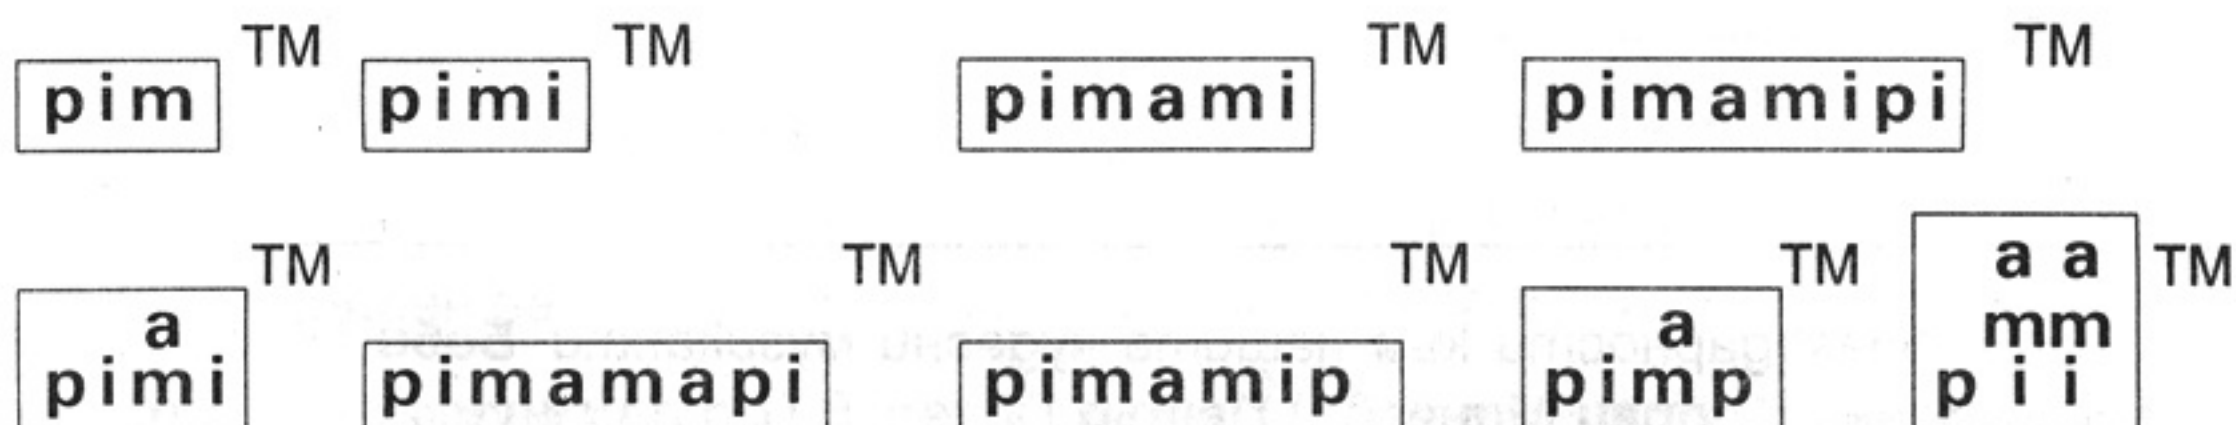 pim TM pimi TM pimami TM pimamipi TM
a
pimi TM pimamapi TM pimamip TM a
pimp TM a a
mm
p i i TM